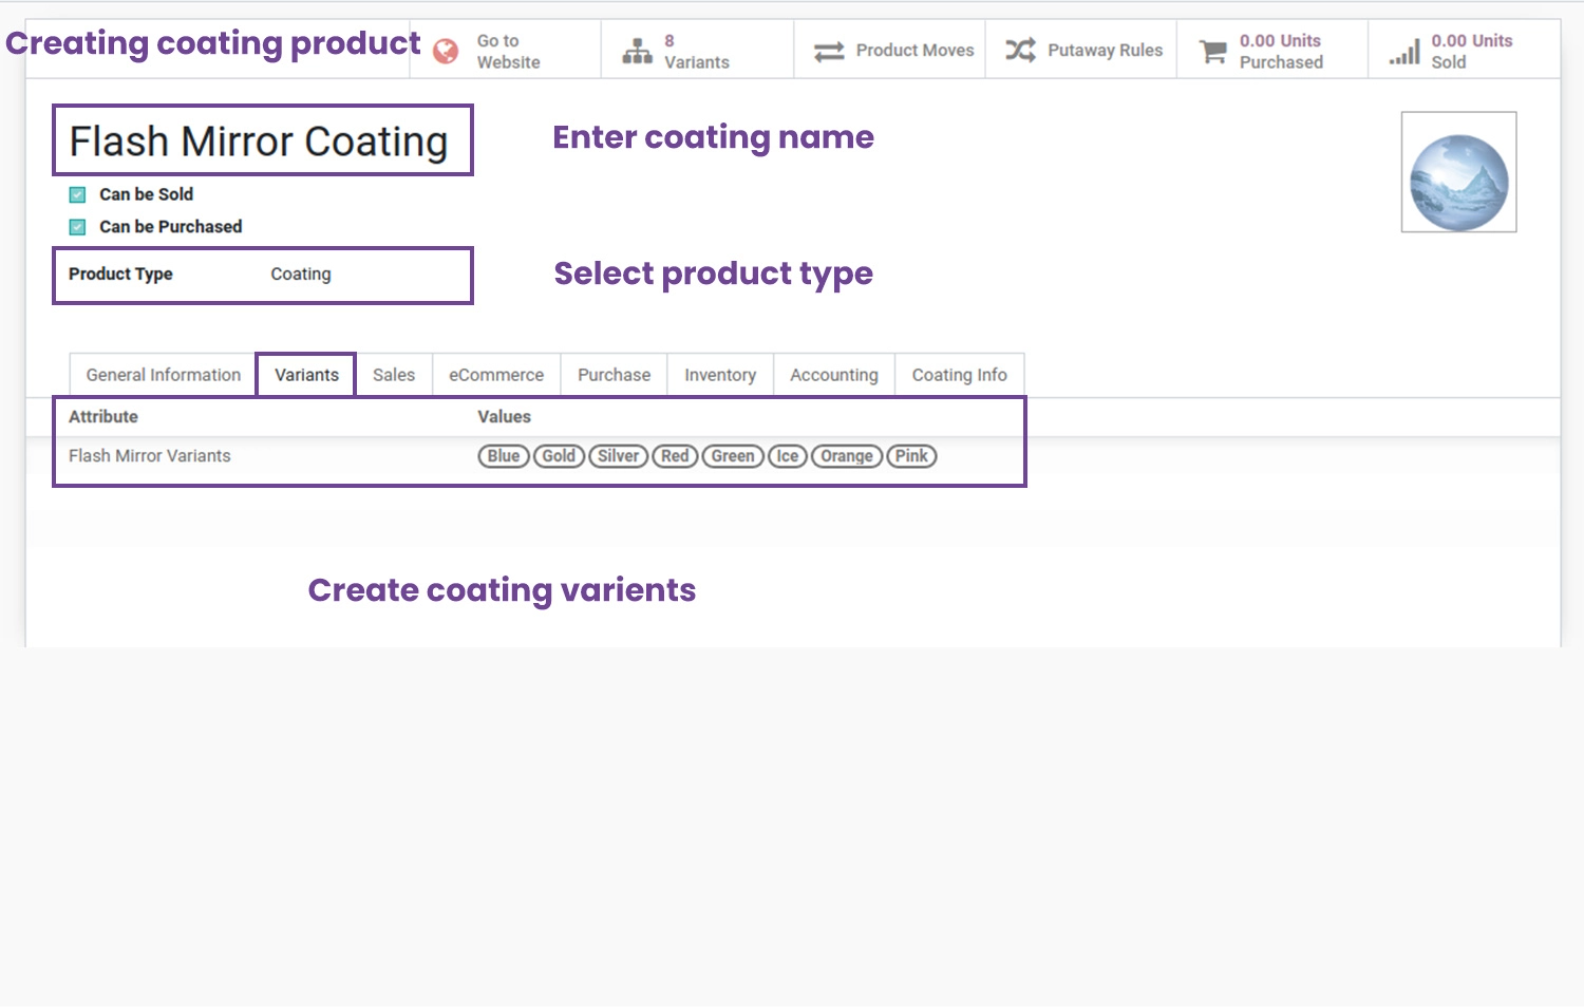 Creating coating product
Go to
Website
8
Variants
Product Moves
Putaway Rules
0.00 Units
Purchased
0.00 Units
Sold
Flash Mirror Coating
Enter coating name
Can be Sold
Can be Purchased
Product Type Coating
Select product type
General Information Variants Sales eCommerce Purchase Inventory Accounting Coating Info
Attribute Values
Flash Mirror Variants Blue Gold Silver Red Green Ice Orange Pink
Create coating varients